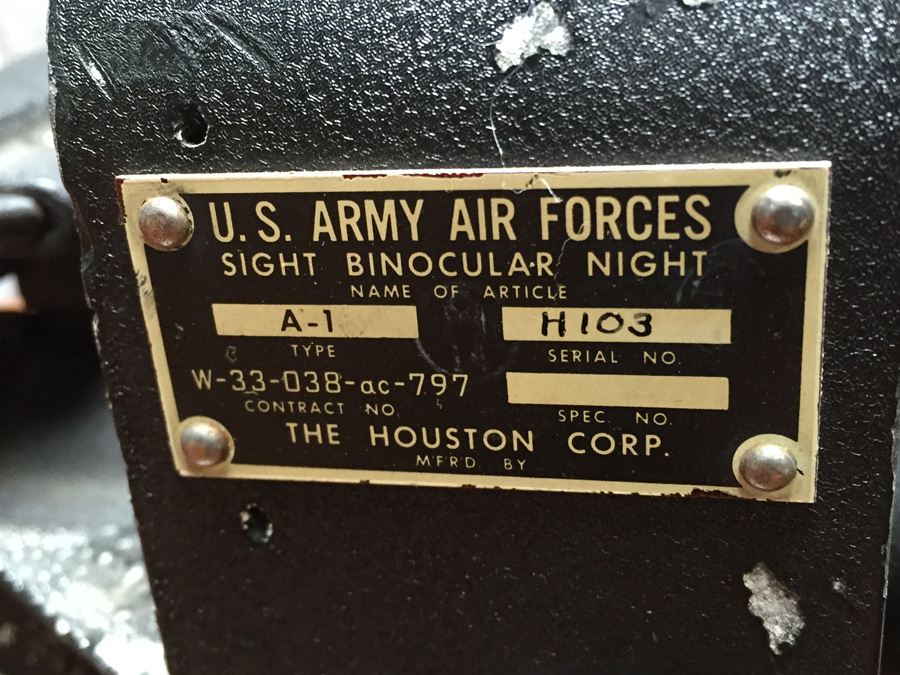 U.S. ARMY AIR FORCES
SIGHT BINOCULAR NIGHT
NAME OF ARTICLE
A-1 H103
TYPE SERIAL NO.
W-33-038-ac-797
CONTRACT NO. SPEC. NO.
THE HOUSTON CORP.
M'F'R'D. BY